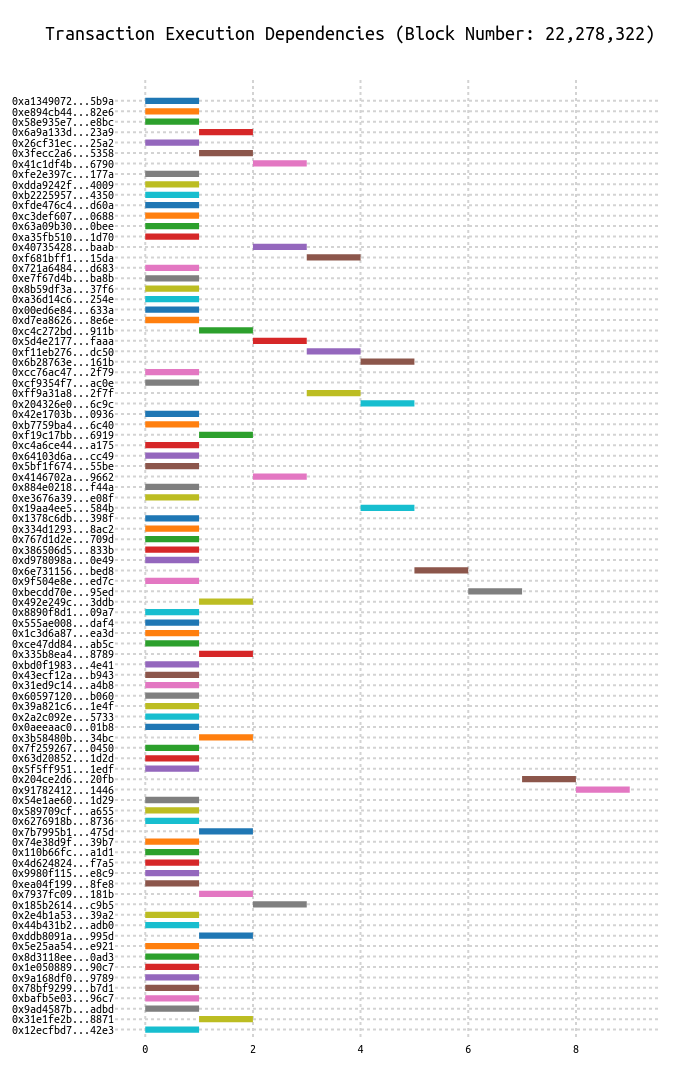 Transaction Execution Dependencies (Block Number: 22,278,322)
0xa1349072...5b9a
0xe894cb44...82e6
0x58e935e7...e8bc
0x6a9a133d...23a9
0x26cf31ec...25a2
0x3fecc2a6...5358
0x41c1df4b...6790
0xfe2e397c...177a
0xdda9242f...4009
0xb2225957...4350
0xfde476c4...d60a
0xc3def607...0688
0x63a09b30...0bee
0xa35fb510...1d70
0x40735428...baab
0xf681bff1...15da
0x721a6484...d683
0xe7f67d4b...ba8b
0x8b59df3a...37f6
0xa36d14c6...254e
0x00ed6e84...633a
0xd7ea8626...8e6e
0xc4c272bd...911b
0x5d4e2177...faaa
0xf11eb276...dc50
0x6b28763e...161b
0xcc76ac47...2f79
0xcf9354f7...ac0e
0xff9a31a8...2f7f
0x204326e0...6c9c
0x42e1703b...0936
0xb7759ba4...6c40
0xf19c17bb...6919
0xc4a6ce44...a175
0x64103d6a...cc49
0x5bf1f674...55be
0x4146702a...9662
0x884e0218...f44a
0xe3676a39...e08f
0x19aa4ee5...584b
0x1378c6db...398f
0x334d1293...8ac2
0x767d1d2e...709d
0x386506d5...833b
0xd978098a...0e49
0x6e731156...bed8
0x9f504e8e...ed7c
0xbecdd70e...95ed
0x492e249c...3ddb
0x8890f8d1...09a7
0x555ae008...daf4
0x1c3d6a87...ea3d
0xce47dd84...ab5c
0x335b8ea4...8789
0xbd0f1983...4e41
0x43ecf12a...b943
0x31ed9c14...a4b8
0x60597120...b060
0x39a821c6...1e4f
0x2a2c092e...5733
0x0aeeaac0...01b8
0x3b58480b...34bc
0x7f259267...0450
0x63d20852...1d2d
0x5f5ff951...1edf
0x204ce2d6...20fb
0x91782412...1446
0x54e1ae60...1d29
0x589709cf...a655
0x6276918b...8736
0x7b7995b1...475d
0x74e38d9f...39b7
0x110b66fc...a1d1
0x4d624824...f7a5
0x9980f115...e8c9
0xea04f199...8fe8
0x7937fc09...181b
0x185b2614...c9b5
0x2e4b1a53...39a2
0x44b431b2...adb0
0xddb8091a...995d
0x5e25aa54...e921
0x8d3118ee...0ad3
0x1e050889...90c7
0x9a168df0...9789
0x78bf9299...b7d1
0xbafb5e03...96c7
0x9ad4587b...adbd
0x31e1fe2b...8871
0x12ecfbd7...42e3
0 2 4 6 8